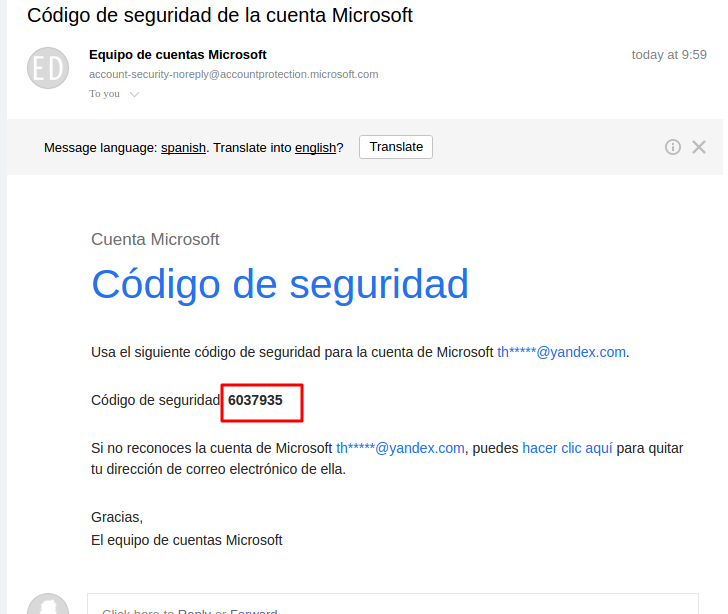 Código de seguridad de la cuenta Microsoft
ED
Equipo de cuentas Microsoft
today at 9:59
account-security-noreply@accountprotection.microsoft.com
To you
Message language: spanish. Translate into english?
Translate
Cuenta Microsoft
Código de seguridad
Usa el siguiente código de seguridad para la cuenta de Microsoft th*****@yandex.com.
Código de seguridad 6037935
Si no reconoces la cuenta de Microsoft th*****@yandex.com, puedes hacer clic aquí para quitar
tu dirección de correo electrónico de ella.
Gracias,
El equipo de cuentas Microsoft
Click here to Reply or Forward